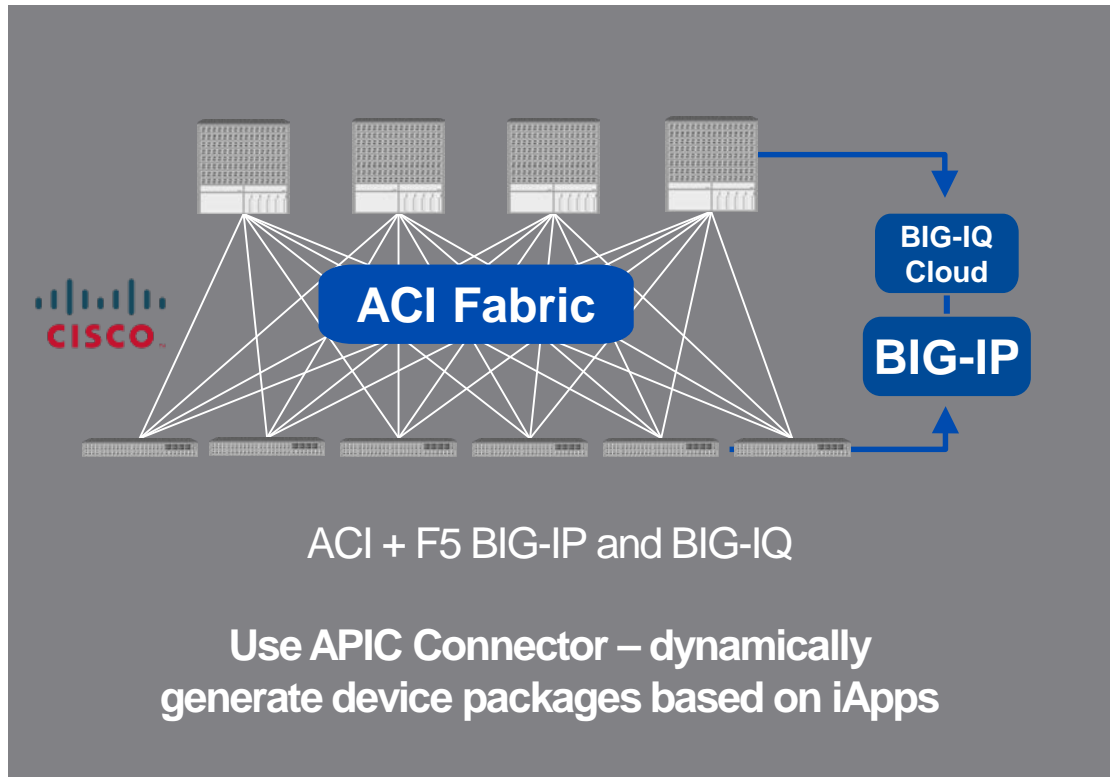 BIG-IQ
Cloud
ACI Fabric
CISCO
BIG-IP
ACI + F5 BIG-IP and BIG-IQ
Use APIC Connector – dynamically
generate device packages based on iApps